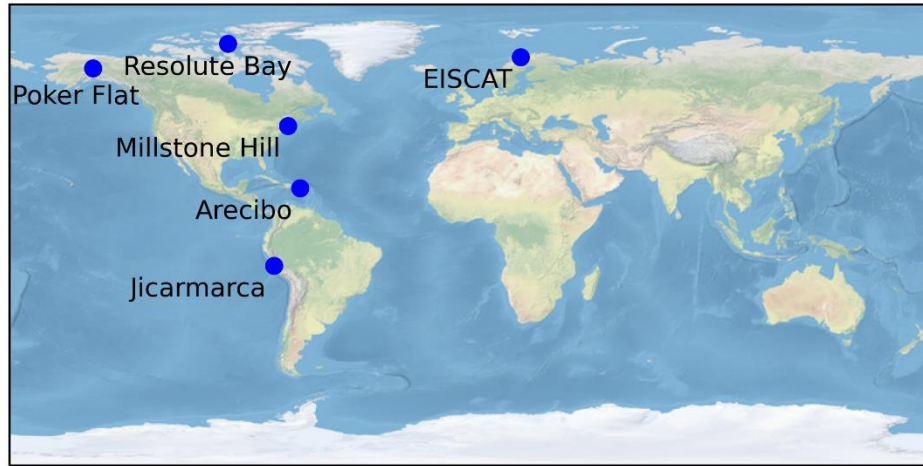 Resolute Bay
EISCAT
Poker Flat
Millstone Hill
Arecibo
Jicarmarca